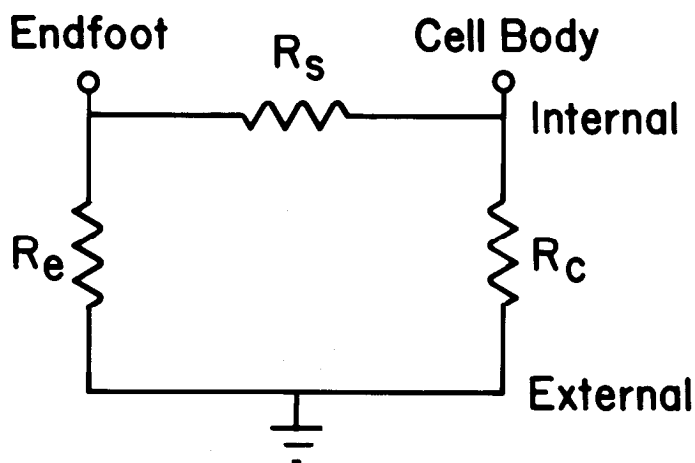 Endfoot
Rs
Cell Body
Internal
Re
Rc
External